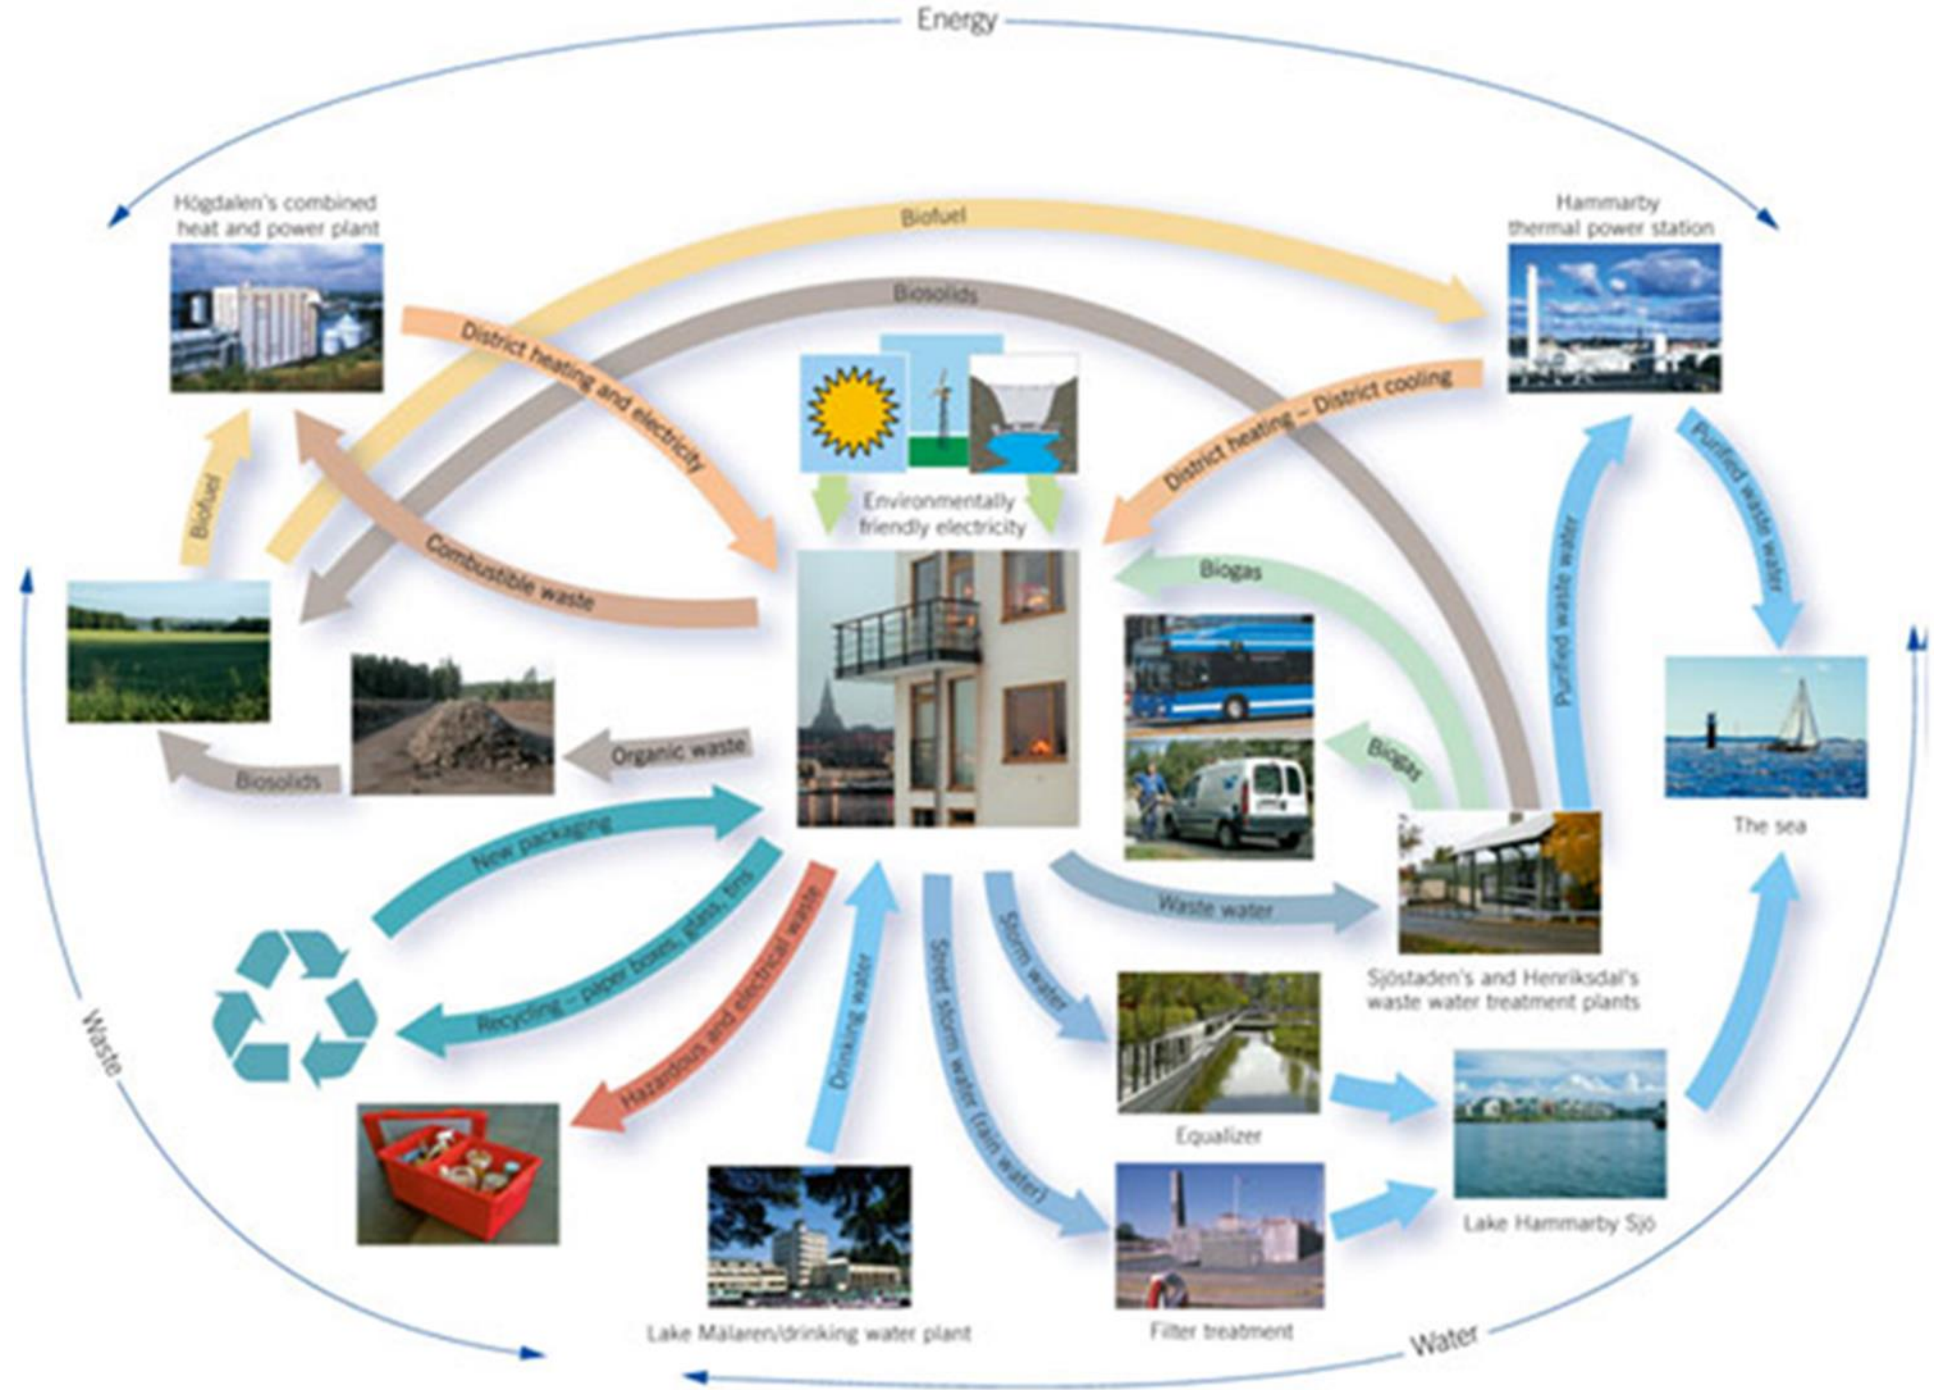 Energy
Högdalen's combined
heat and power plant
Hammarby
thermal power station
Biofuel
Biosolids
District heating and electricity
District heating – District cooling
Purified waste water
Environmentally
friendly electricity
Biofuel
Combustible waste
Biogas
Purified waste water
Organic waste
Biogas
Biosolids
The sea
New packaging
Recycling – paper boxes, glass, tins
Hazardous and electrical waste
Drinking water
Street storm water (rain water)
Storm water
Waste water
Sjöstaden's and Henriksdal's
waste water treatment plants
Waste
Equalizer
Lake Hammarby Sjö
Lake Mälaren/drinking water plant
Filter treatment
Water